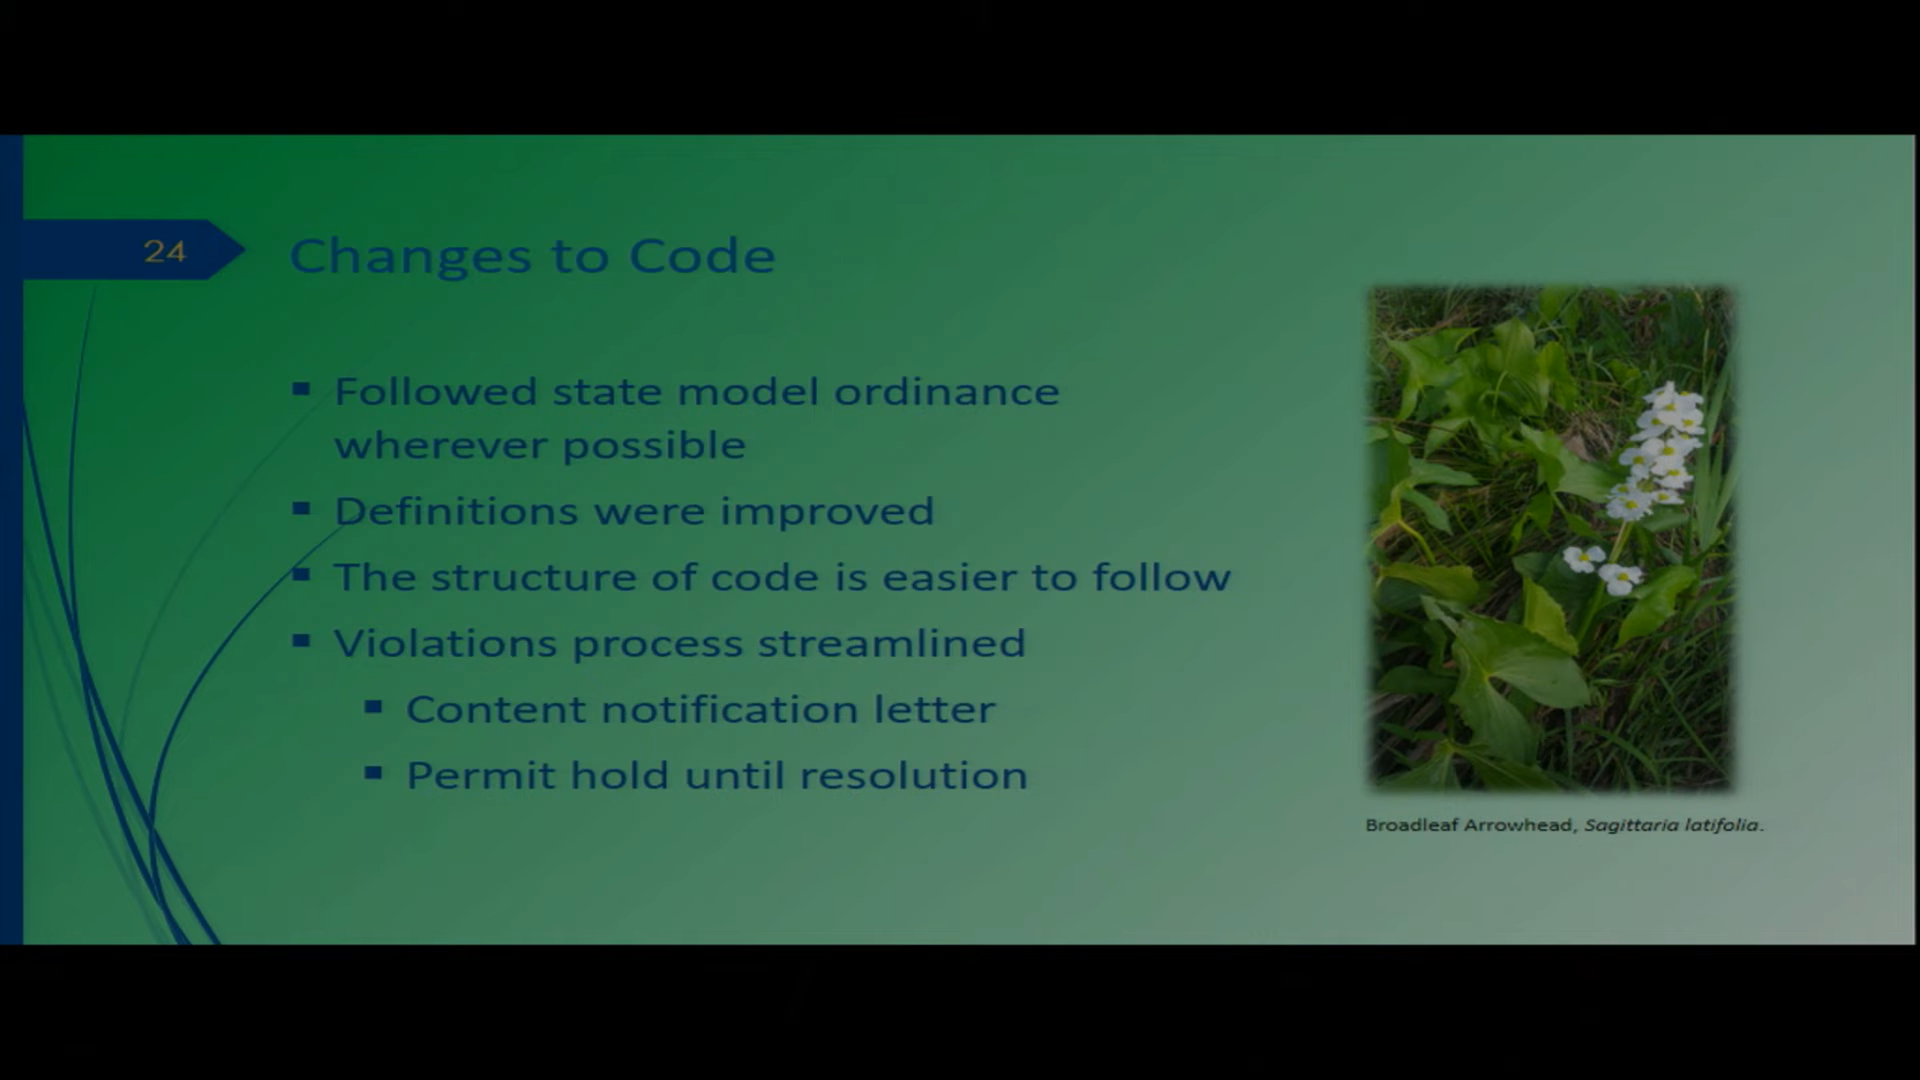 24
Changes to Code
Followed state model ordinance
wherever possible
Definitions were improved
The structure of code is easier to follow
Violations process streamlined
Content notification letter
Permit hold until resolution
Broadleaf Arrowhead, Sagittaria latifolia.